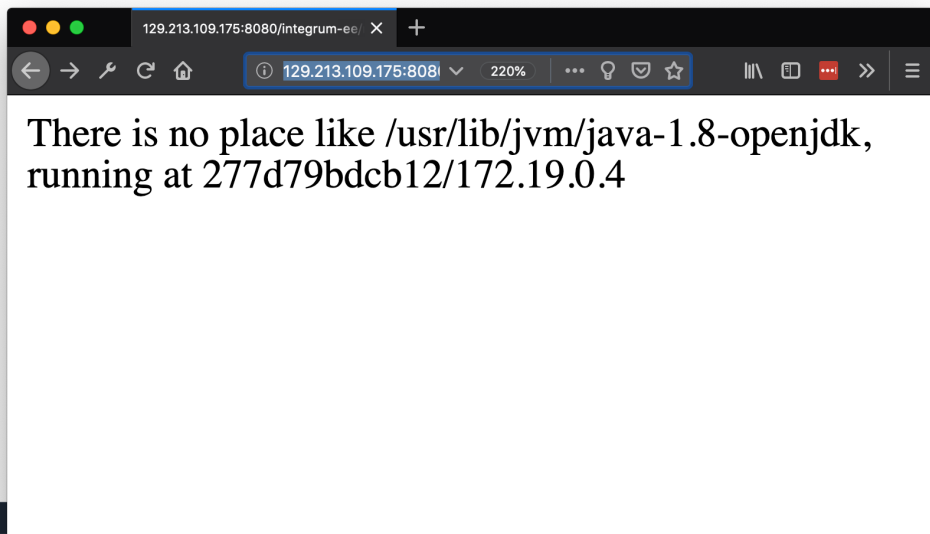 129.213.109.175:8080/integrum-ee/
129.213.109.175:808
220%
There is no place like /usr/lib/jvm/java-1.8-openjdk,
running at 277d79bdcb12/172.19.0.4